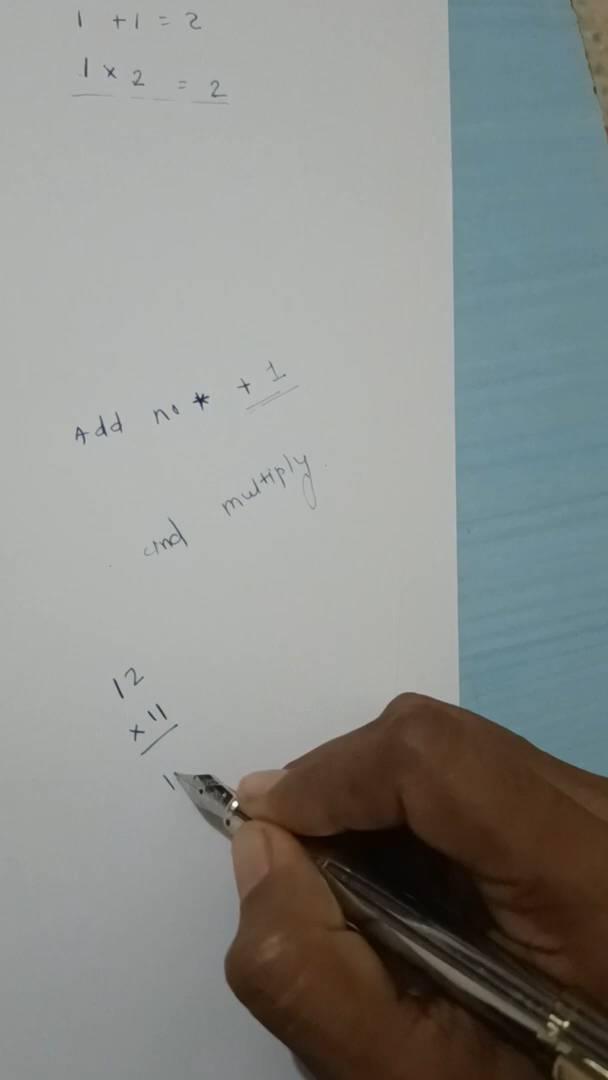 1 + 1 = 2
1 x 2 = 2
Add no * + 1
and multiply
12
x 11
1